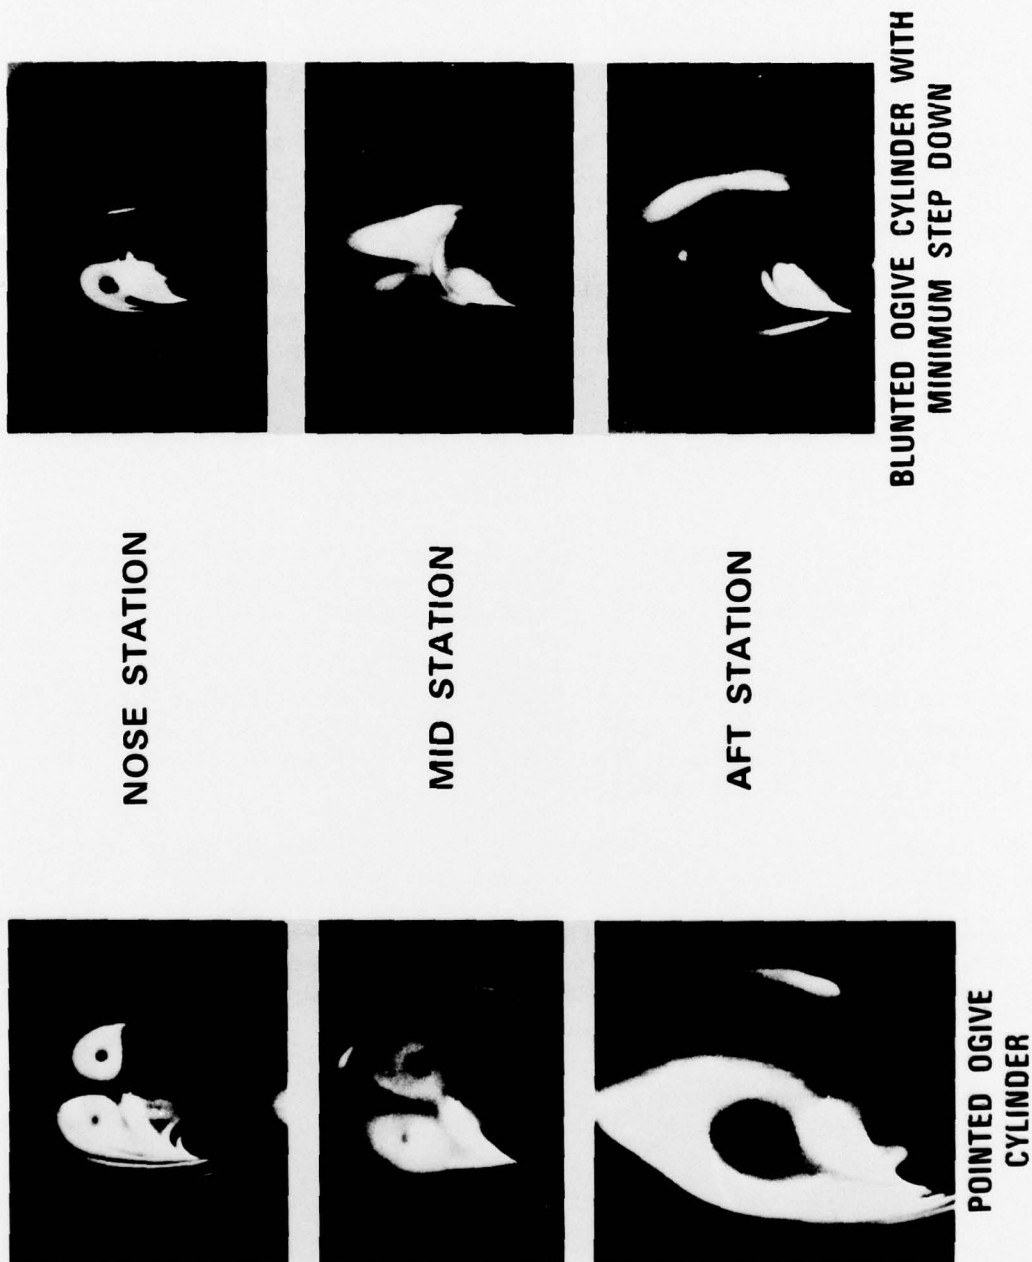 NOSE STATION
MID STATION
AFT STATION
POINTED OGIVE
CYLINDER
BLUNTED OGIVE CYLINDER WITH
MINIMUM STEP DOWN